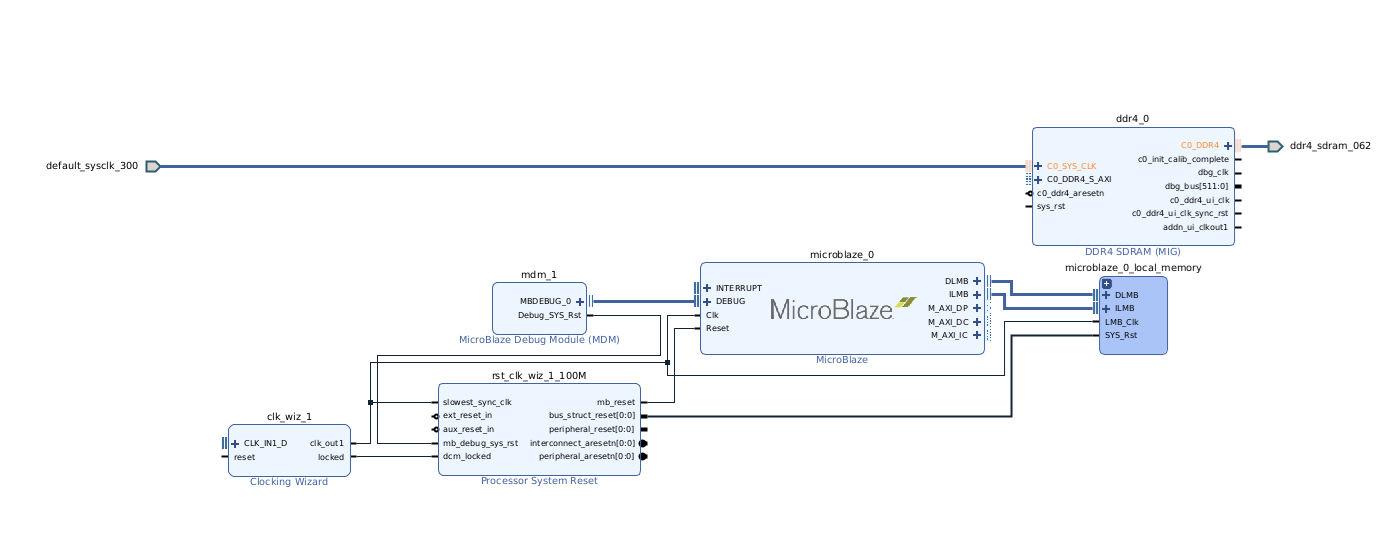 ddr4_0
default_sysclk_300
C0_DDR4
ddr4_sdram_062
c0_init_calib_complete
C0_SYS_CLK
dbg_clk
C0_DDR4_S_AXI
dbg_bus[511:0]
c0_ddr4_aresetn
c0_ddr4_ui_clk
sys_rst
c0_ddr4_ui_clk_sync_rst
addn_ui_clkout1
DDR4 SDRAM (MIG)
microblaze_0
microblaze_0_local_memory
mdm_1
INTERRUPT
DEBUG
Clk
Reset
MicroBlaze
DLMB
ILMB
M_AXI_DP
M_AXI_DC
M_AXI_IC
MicroBlaze
DLMB
ILMB
LMB_Clk
SYS_Rst
MBDEBUG_0
Debug_SYS_Rst
MicroBlaze Debug Module (MDM)
rst_clk_wiz_1_100M
slowest_sync_clk
ext_reset_in
aux_reset_in
mb_debug_sys_rst
dcm_locked
mb_reset
bus_struct_reset[0:0]
peripheral_reset[0:0]
interconnect_aresetn[0:0]
peripheral_aresetn[0:0]
Processor System Reset
clk_wiz_1
CLK_IN1_D
reset
clk_out1
locked
Clocking Wizard